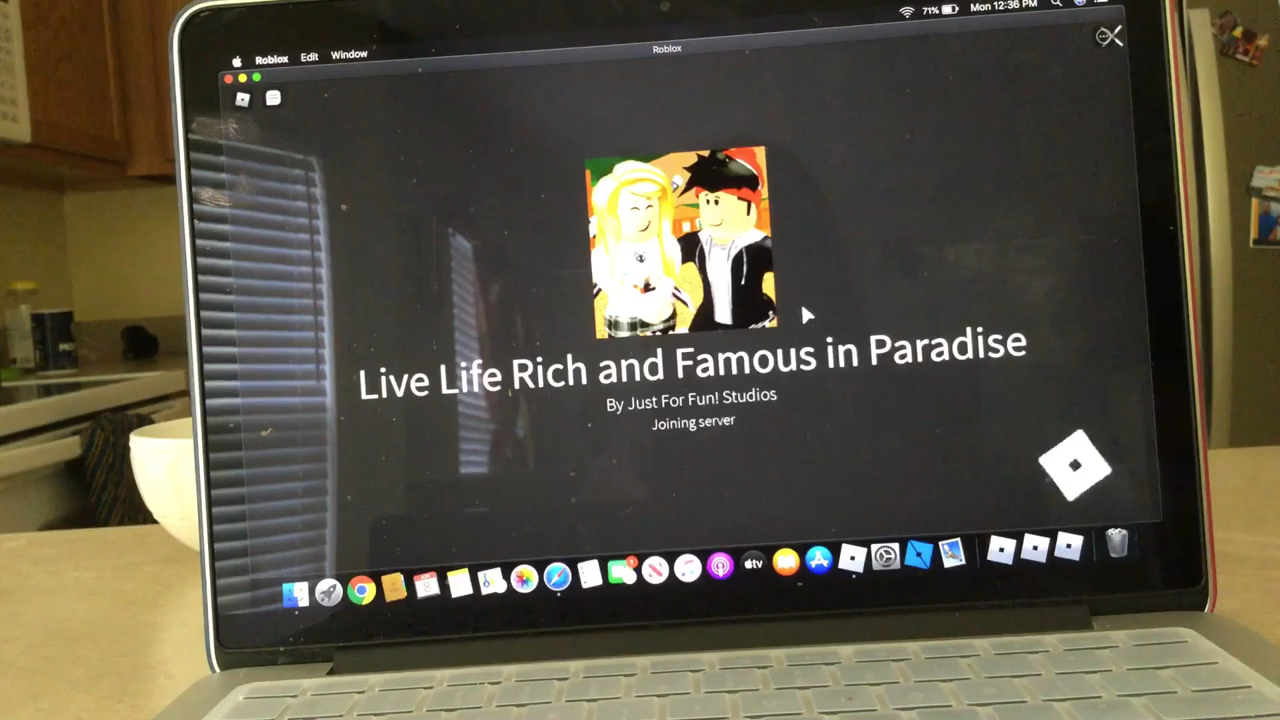 71% Mon 12:36 PM
Roblox Edit Window
Roblox
Live Life Rich and Famous in Paradise
By Just For Fun! Studios
Joining server
tv